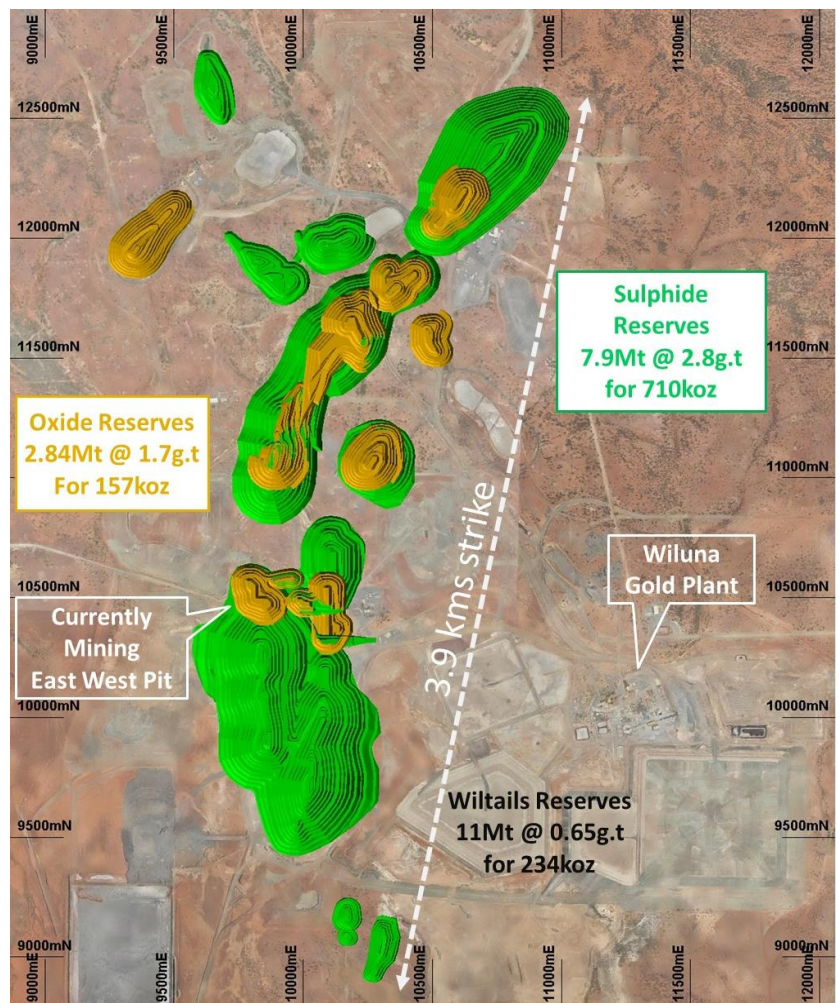 9000mE
9500mE
10000mE
10500mE
11000mE
11500mE
12000mE
12500mN
12500mN
12000mN
12000mN
Sulphide
Reserves
7.9Mt @ 2.8g.t
for 710koz
11500mN
11500mN
Oxide Reserves
2.84Mt @ 1.7g.t
For 157koz
11000mN
11000mN
3.9 kms strike
Wiluna
Gold Plant
10500mN
10500mN
Currently
Mining
East West Pit
10000mN
10000mN
Wiltails Reserves
11Mt @ 0.65g.t
for 234koz
9500mN
9500mN
9000mN
9000mN
9000mE
9500mE
10000mE
10500mE
11000mE
11500mE
12000mE